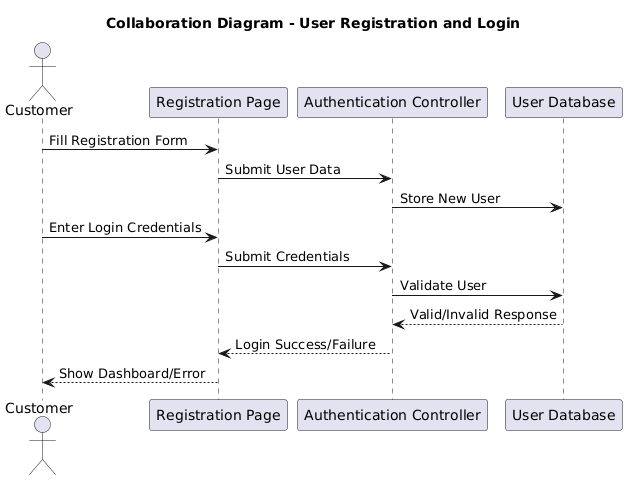 Collaboration Diagram - User Registration and Login
Customer
Registration Page
Authentication Controller
User Database
Fill Registration Form
Submit User Data
Store New User
Enter Login Credentials
Submit Credentials
Validate User
Valid/Invalid Response
Login Success/Failure
Show Dashboard/Error
Customer
Registration Page
Authentication Controller
User Database